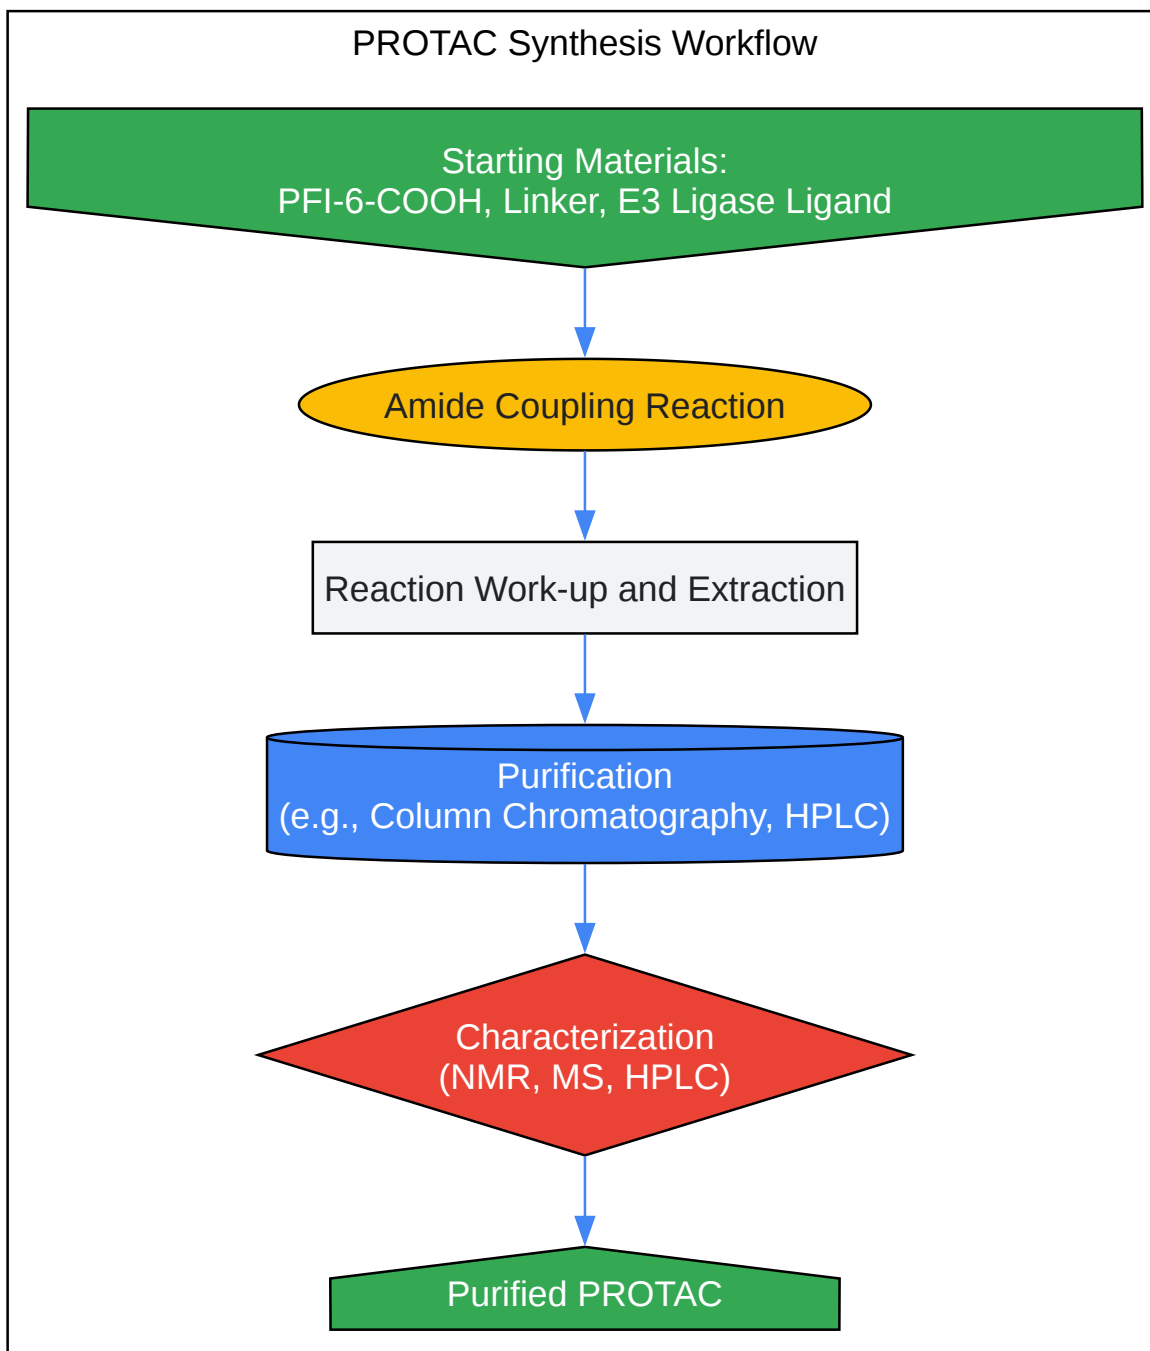 PROTAC Synthesis Workflow
Starting Materials:
PFI-6-COOH, Linker, E3 Ligase Ligand
Amide Coupling Reaction
Reaction Work-up and Extraction
Purification
(e.g., Column Chromatography, HPLC)
Characterization
(NMR, MS, HPLC)
Purified PROTAC